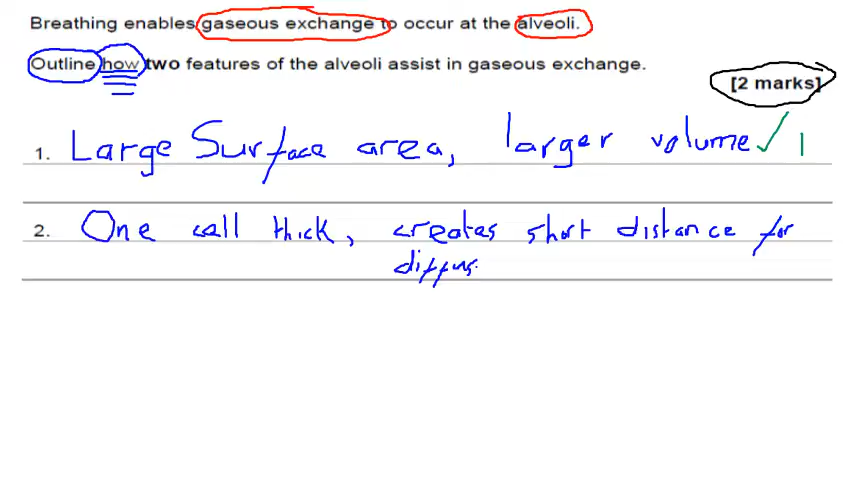 Breathing enables gaseous exchange to occur at the alveoli.
Outline how two features of the alveoli assist in gaseous exchange.
[2 marks]
1. Large Surface area, larger volume ✓ 1
2. One cell thick, creates short distance for
diffus